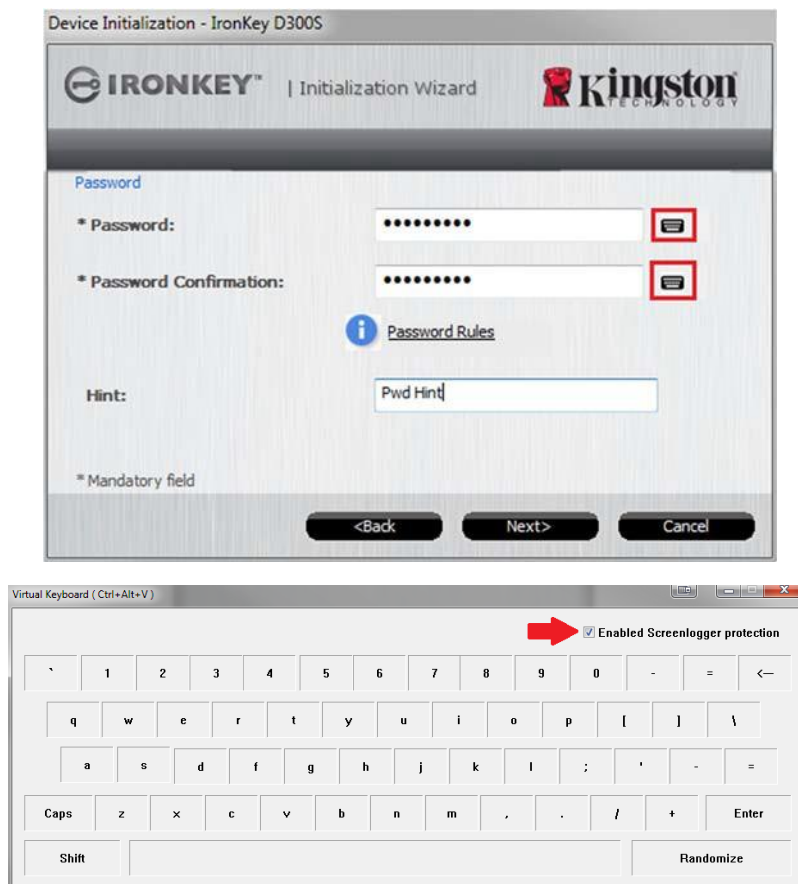 Device Initialization - IronKey D300S
IRONKEY™ | Initialization Wizard Kingston
TECHNOLOGY
Password
* Password: •••••••••
* Password Confirmation: •••••••••
i Password Rules
Hint: Pwd Hint
* Mandatory field
<Back Next> Cancel
Virtual Keyboard ( Ctrl+Alt+V )
Enabled Screenlogger protection
` 1 2 3 4 5 6 7 8 9 0 - = <—
q w e r t y u i o p [ ] \
a s d f g h j k l ; ' - =
Caps z x c v b n m , . / + Enter
Shift Randomize